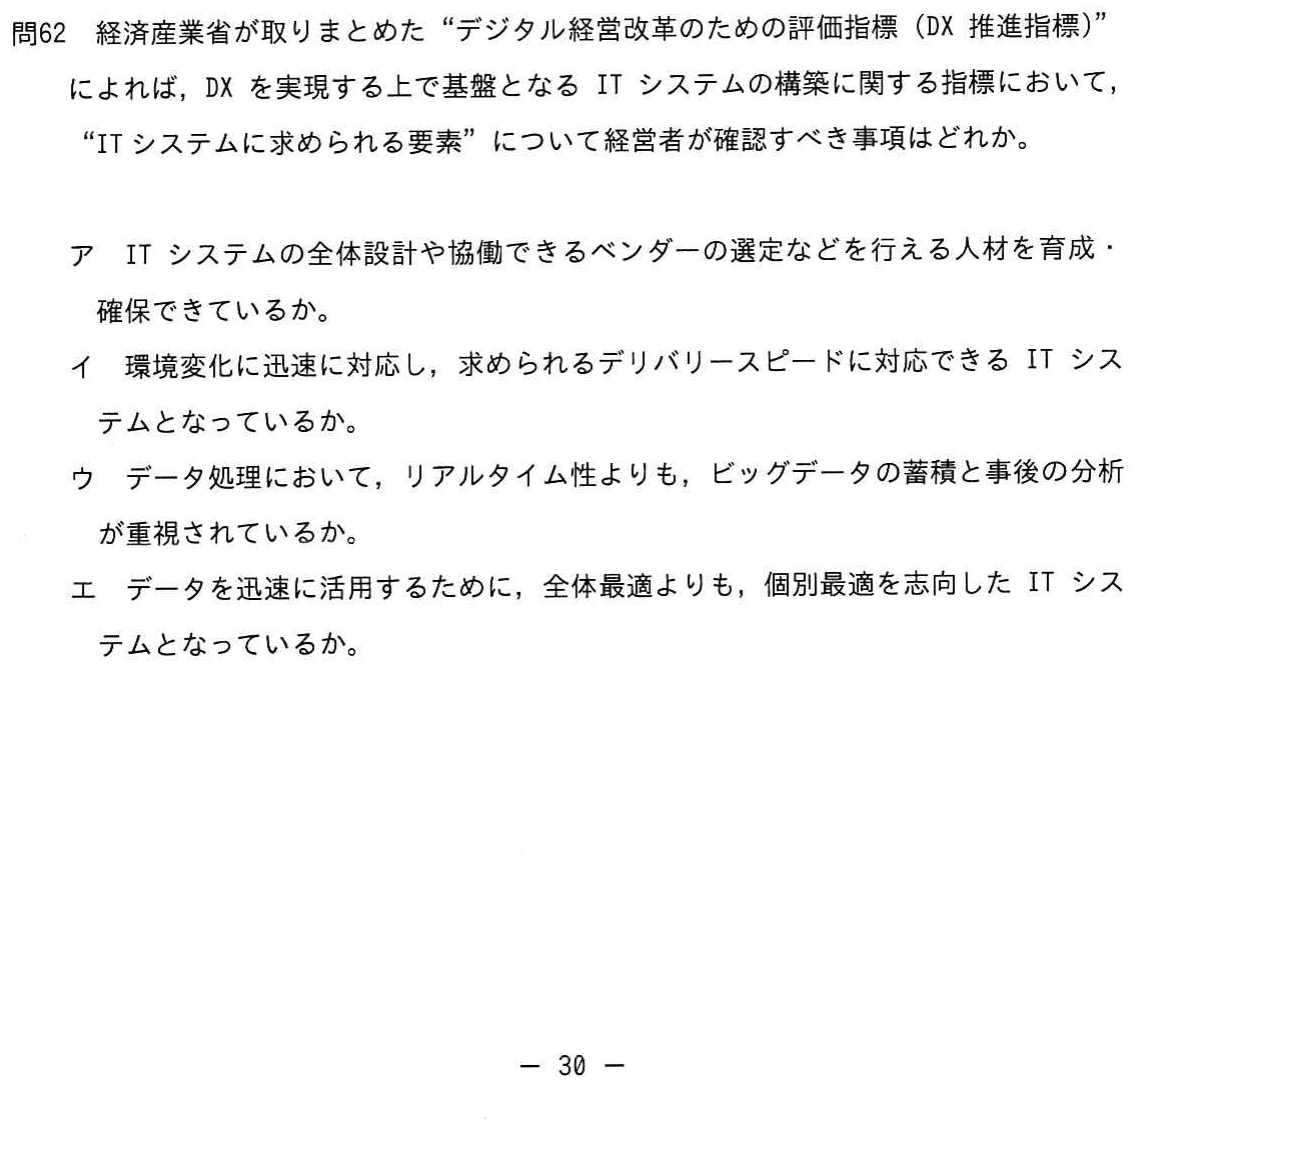 問62 経済産業省が取りまとめた“デジタル経営改革のための評価指標（DX 推進指標）”
によれば，DX を実現する上で基盤となる IT システムの構築に関する指標において，
“IT システムに求められる要素”について経営者が確認すべき事項はどれか。
ア IT システムの全体設計や協働できるベンダーの選定などを行える人材を育成・
確保できているか。
イ 環境変化に迅速に対応し，求められるデリバリースピードに対応できる IT シス
テムとなっているか。
ウ データ処理において，リアルタイム性よりも，ビッグデータの蓄積と事後の分析
が重視されているか。
エ データを迅速に活用するために，全体最適よりも，個別最適を志向した IT シス
テムとなっているか。
－ 30 －